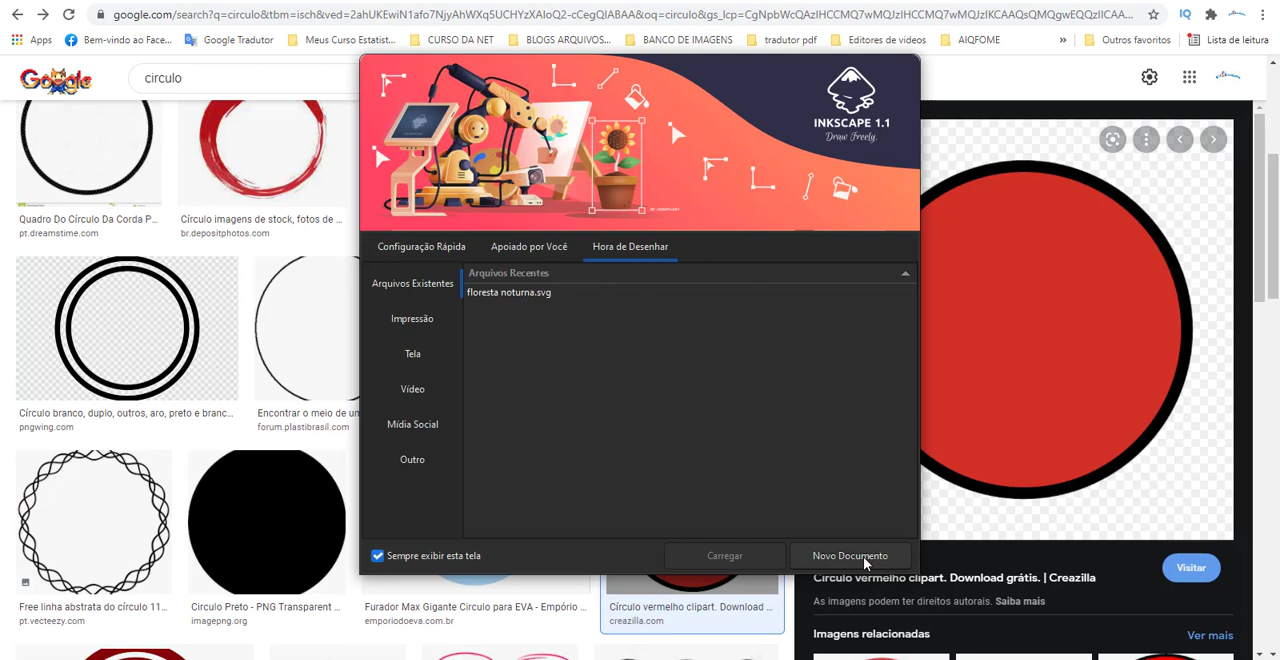 google.com/search?q=circulo&tbm=isch&ved=2ahUKEwiN1afo7NjyAhWXq5UCHYzXAIoQ2-cCegQIABAA&oq=circulo&gs_lcp=CgNpbWcQAzIHCCMQ7wMQJzIHCCMQ7wMQJzIKCAAQsQMQgwEQQzIICAA...
IQ
Apps
Bem-vindo ao Face...
Google Tradutor
Meus Curso Estatist...
CURSO DA NET
BLOGS ARQUIVOS...
BANCO DE IMAGENS
tradutor pdf
Editores de videos
AIQFOME
»
Outros favoritos
Lista de leitura
Google
circulo
INKSCAPE 1.1
Draw Freely.
Configuração Rápida
Apoiado por Você
Hora de Desenhar
Arquivos Existentes
Impressão
Tela
Vídeo
Mídia Social
Outro
Arquivos Recentes
floresta noturna.svg
Sempre exibir esta tela
Carregar
Novo Documento
Quadro Do Círculo Da Corda P...
pt.dreamstime.com
Círculo imagens de stock, fotos de ...
br.depositphotos.com
Círculo branco, duplo, outros, aro, preto e branc...
pngwing.com
Encontrar o meio de um
forum.plastibrasil.com
Free linha abstrata do círculo 11...
pt.vecteezy.com
Circulo Preto - PNG Transparent ...
imagepng.org
Furador Max Gigante Circulo para EVA - Empório ...
emporiodoeva.com.br
Círculo vermelho clipart. Download ...
creazilla.com
Círculo vermelho clipart. Download grátis. | Creazilla
Visitar
As imagens podem ter direitos autorais. Saiba mais
Imagens relacionadas
Ver mais